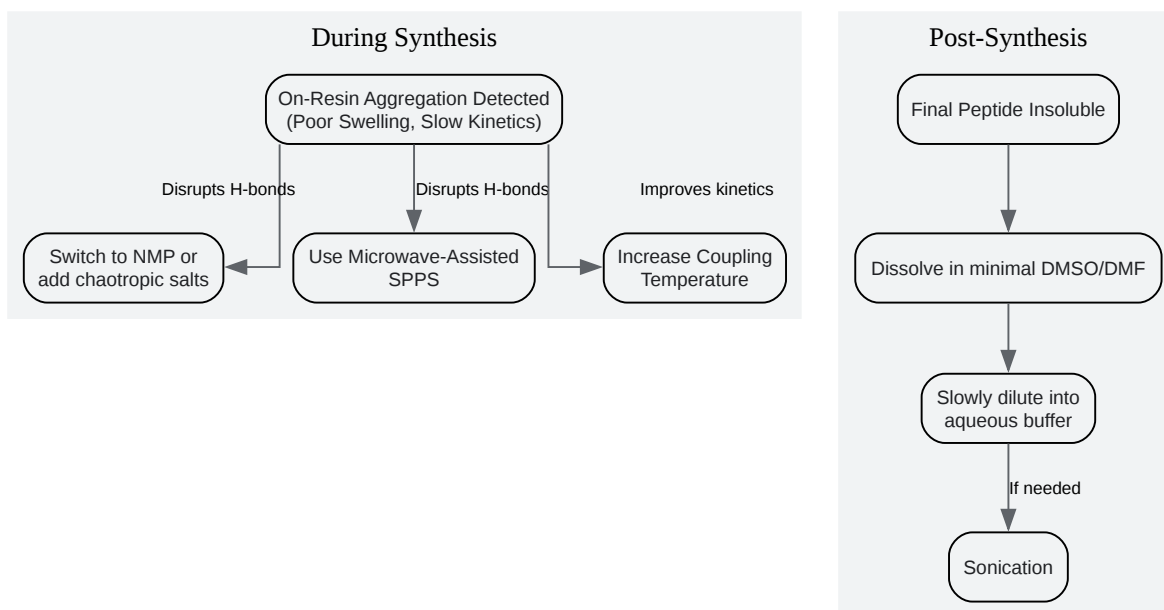 During Synthesis
On-Resin Aggregation Detected
(Poor Swelling, Slow Kinetics)
Disrupts H-bonds
Disrupts H-bonds
Improves kinetics
Switch to NMP or
add chaotropic salts
Use Microwave-Assisted
SPPS
Increase Coupling
Temperature
Post-Synthesis
Final Peptide Insoluble
Dissolve in minimal DMSO/DMF
Slowly dilute into
aqueous buffer
If needed
Sonication